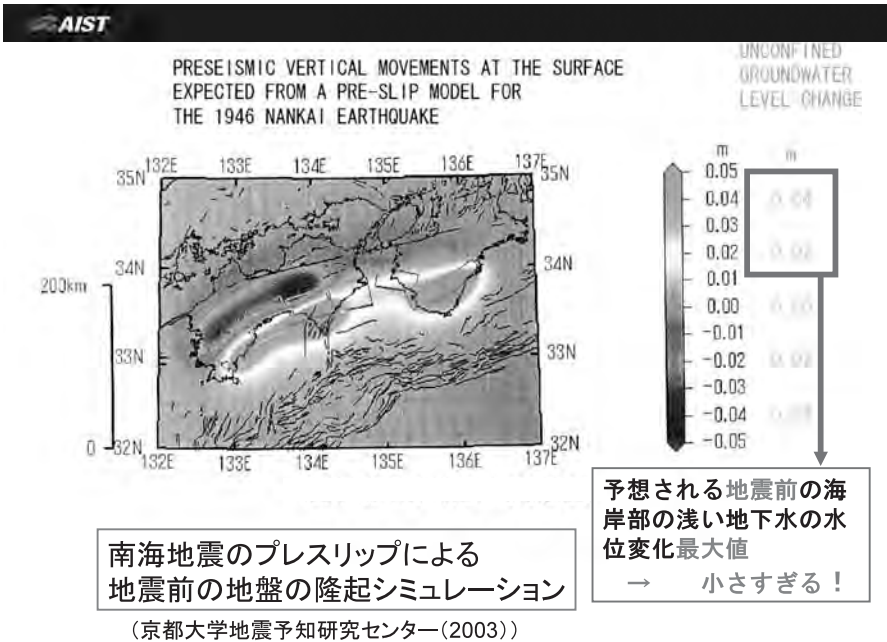 AIST
PRESEISMIC VERTICAL MOVEMENTS AT THE SURFACE
EXPECTED FROM A PRE-SLIP MODEL FOR
THE 1946 NANKAI EARTHQUAKE
UNCONFINED
GROUNDWATER
LEVEL CHANGE
132E 133E 134E 135E 136E 137E
35N 35N
34N 34N
33N 33N
32N 32N
132E 133E 134E 135E 136E 137E
200km
0
m m
0.05
0.04 0.04
0.03
0.02 0.02
0.01
0.00 0.00
-0.01
-0.02
-0.03
-0.04
-0.05
予想される地震前の海
岸部の浅い地下水の水
位変化最大値
→ 小さすぎる！
南海地震のプレスリップによる
地震前の地盤の隆起シミュレーション
（京都大学地震予知研究センター(2003)）